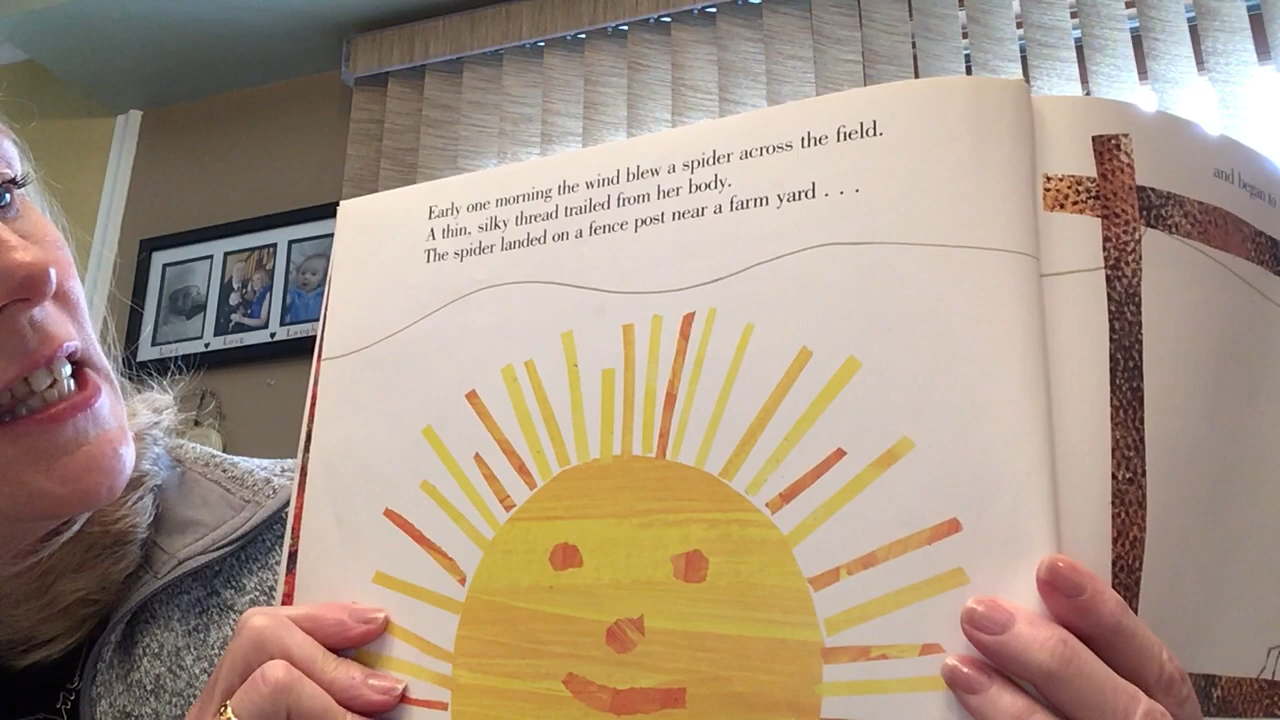 Early one morning the wind blew a spider across the field.
A thin, silky thread trailed from her body.
The spider landed on a fence post near a farm yard . . .
and began to
Live ♥ Love ♥ Laugh